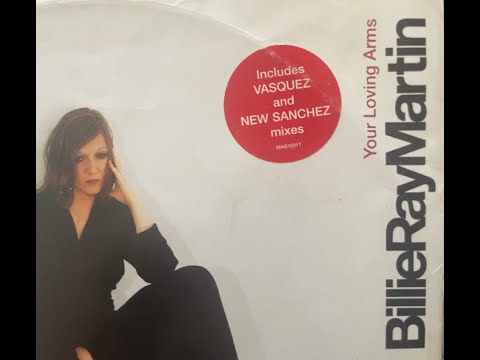 Includes
VASQUEZ
and
NEW SANCHEZ
mixes
Your Loving Arms
BillieRayMartin